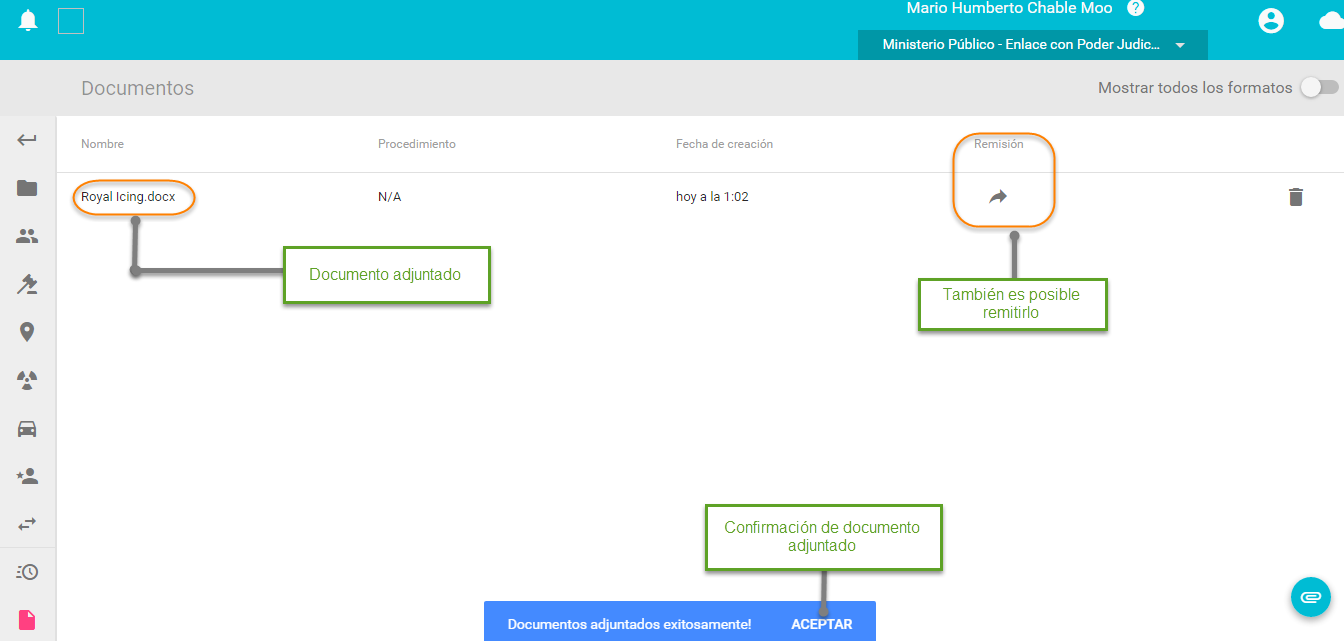 Mario Humberto Chable Moo ?
Ministerio Público - Enlace con Poder Judic...
Documentos
Mostrar todos los formatos
Nombre Procedimiento Fecha de creación Remisión
Royal Icing.docx N/A hoy a la 1:02
Documento adjuntado
También es posible
remitirlo
Confirmación de documento
adjuntado
Documentos adjuntados exitosamente! ACEPTAR